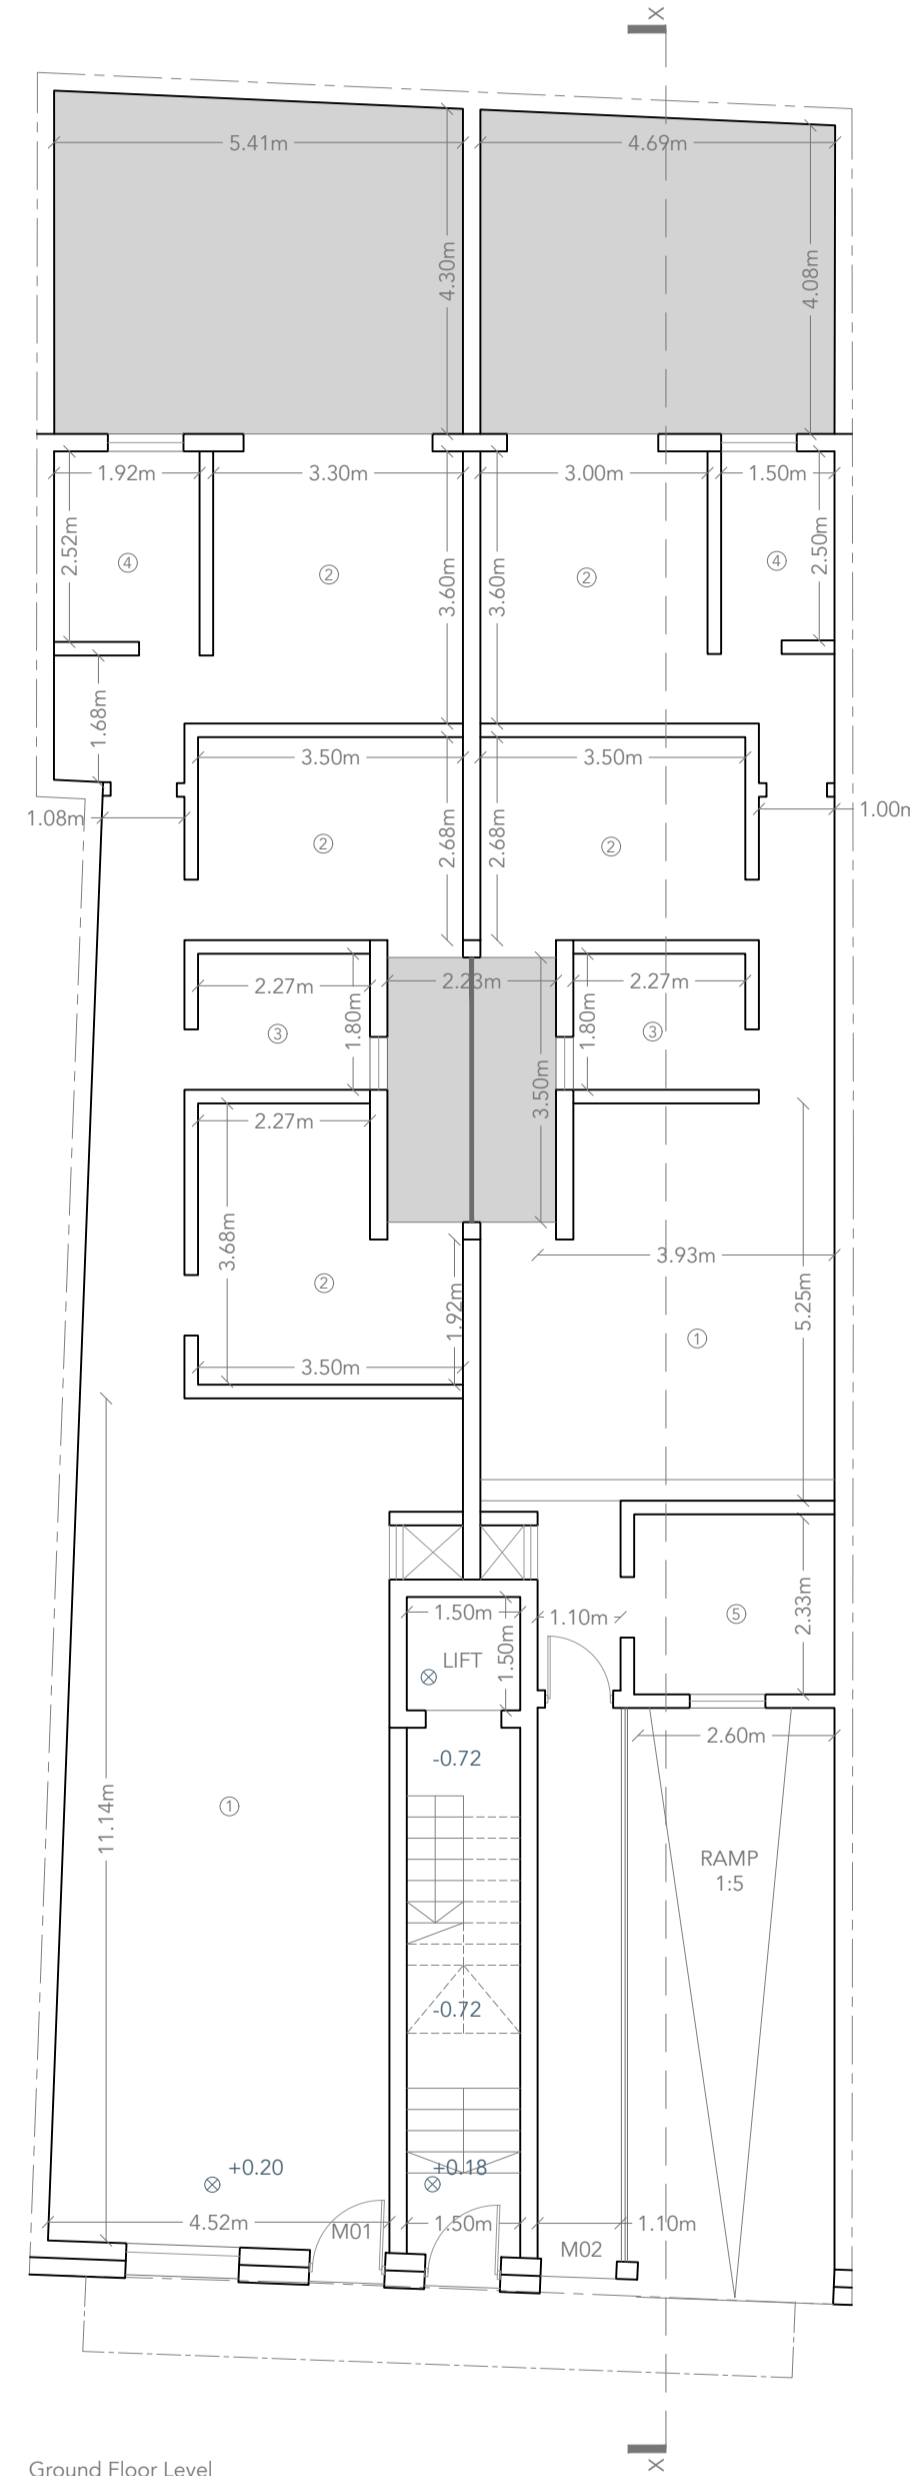 X
5.41m
4.69m
4.30m
4.08m
1.92m
3.30m
3.00m
1.50m
2.52m
2.50m
4
2
2
4
3.60m
3.60m
1.68m
3.50m
3.50m
1.08m
1.00m
2.68m
2.68m
2
2
2.27m
2.23m
2.27m
1.80m
1.80m
3
3
3.50m
2.27m
3.68m
3.93m
2
1.92m
5.25m
1
3.50m
1.50m
1.10m
5
2.33m
LIFT
1.50m
2.60m
-0.72
1
11.14m
RAMP
1:5
-0.72
+0.20
+0.18
4.52m
M01
1.50m
1.10m
M02
X
Ground Floor Level